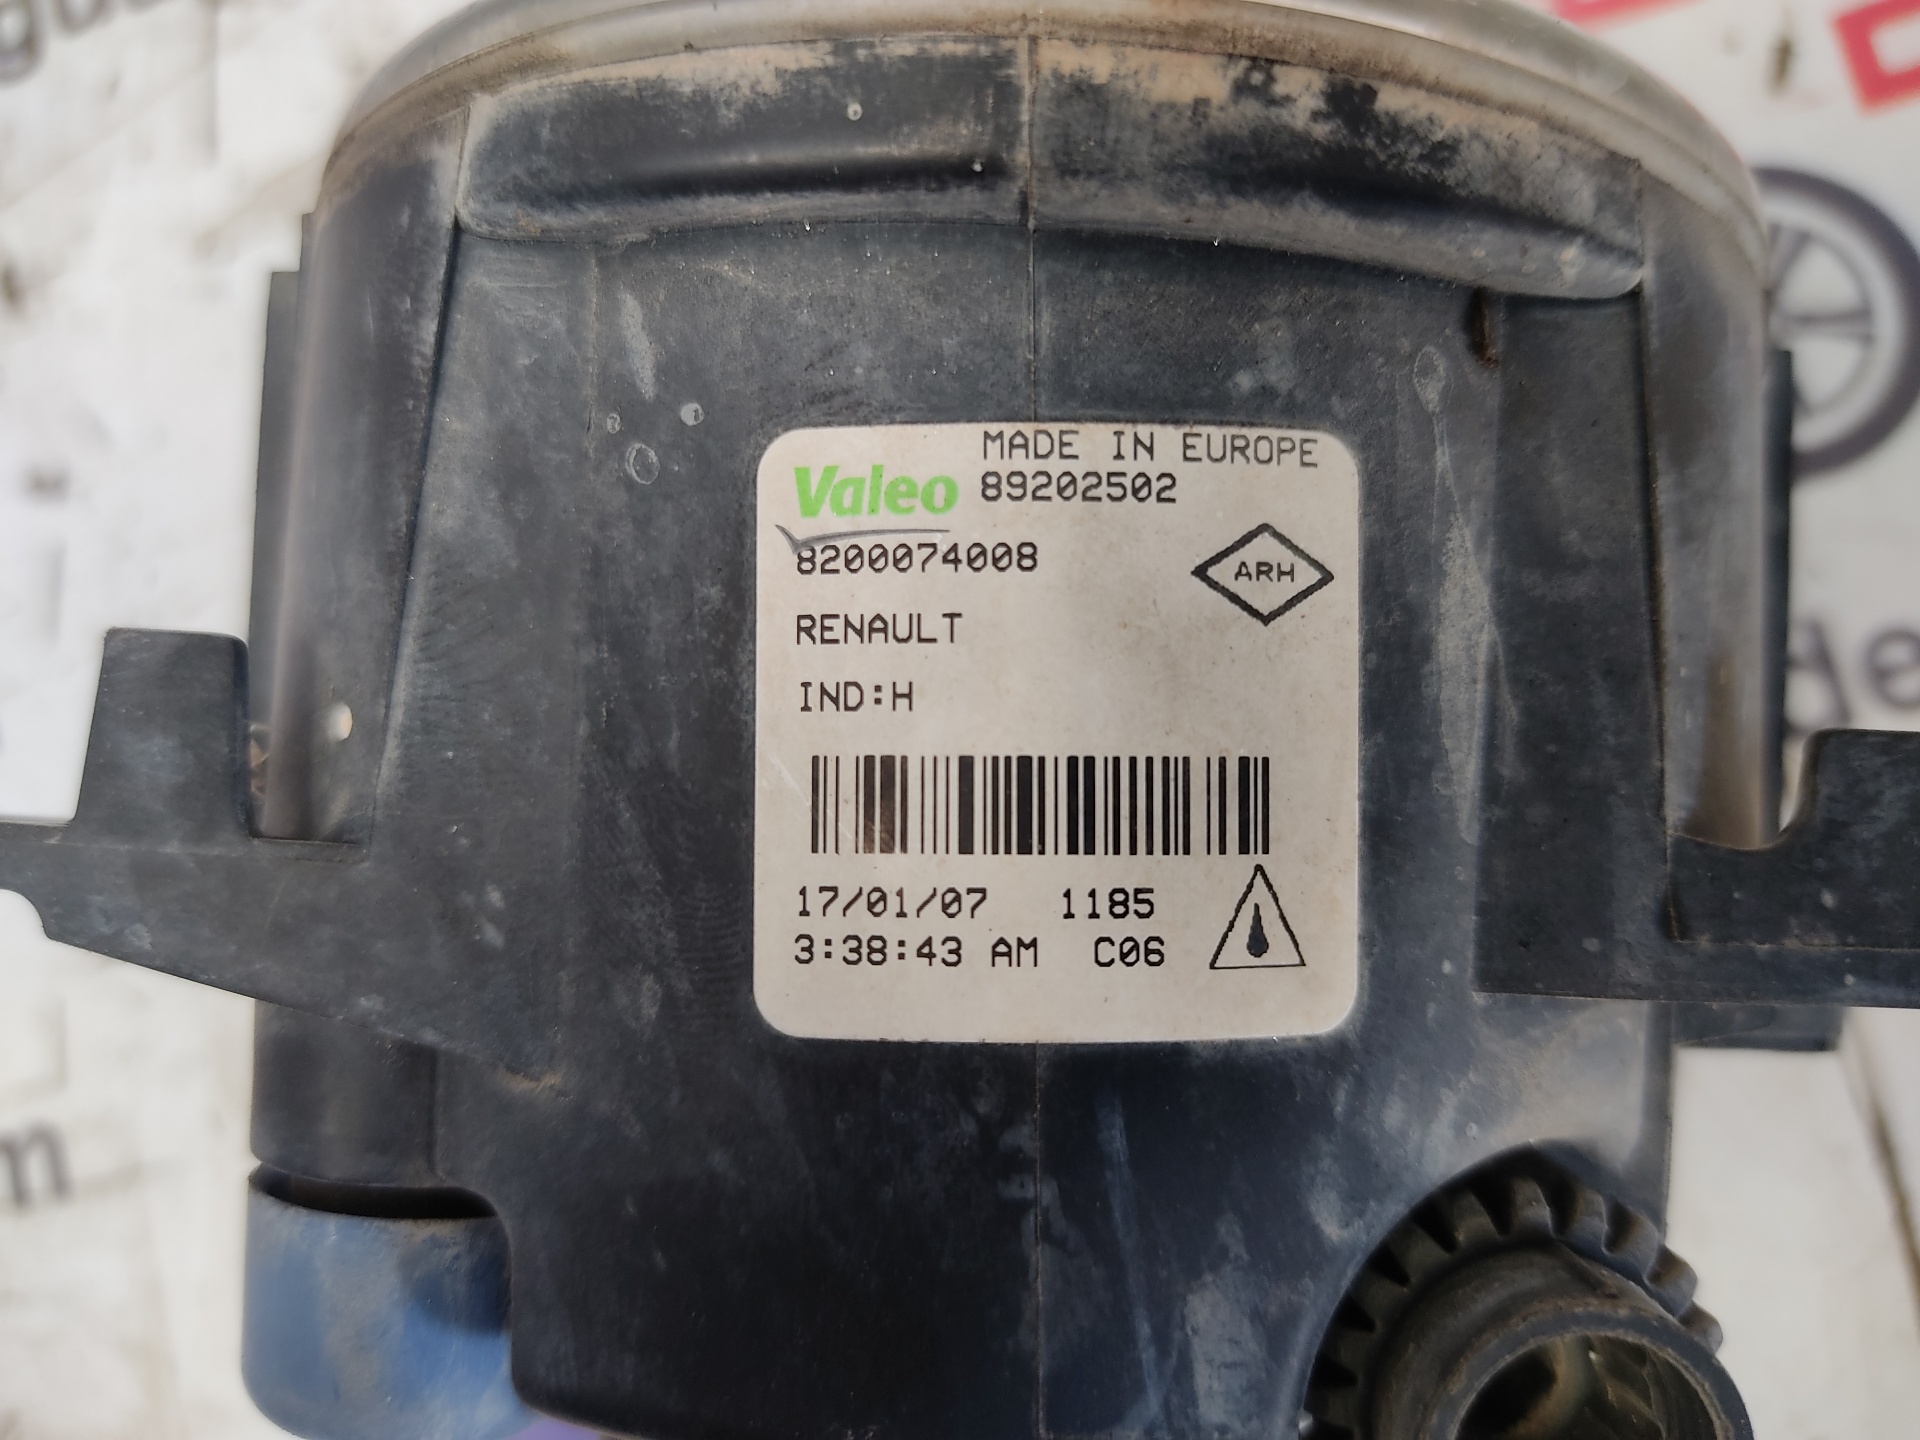 MADE IN EUROPE
Valeo 89202502
8200074008
ARH
RENAULT
IND:H
17/01/07 1185
3:38:43 AM C06